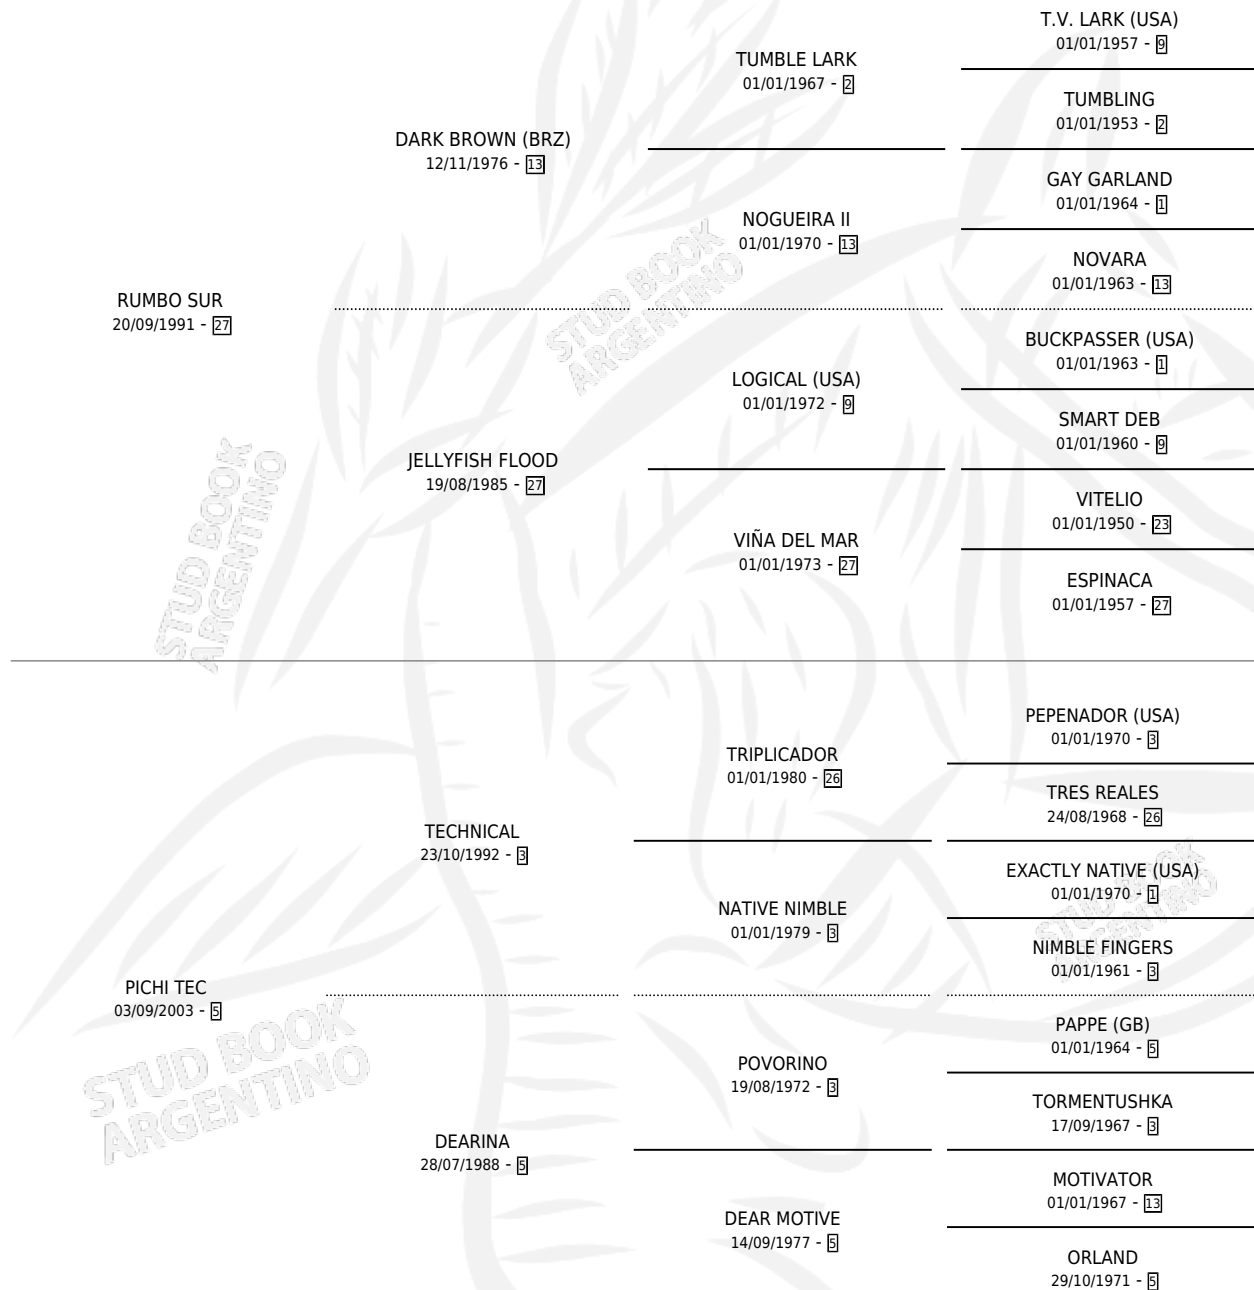 T.V. LARK (USA)
01/01/1957 - 9
TUMBLE LARK
01/01/1967 - 2
TUMBLING
01/01/1953 - 2
DARK BROWN (BRZ)
12/11/1976 - 13
GAY GARLAND
01/01/1964 - 1
NOGUEIRA II
01/01/1970 - 13
NOVARA
01/01/1963 - 13
RUMBO SUR
20/09/1991 - 27
BUCKPASSER (USA)
01/01/1963 - 1
LOGICAL (USA)
01/01/1972 - 9
SMART DEB
01/01/1960 - 9
JELLYFISH FLOOD
19/08/1985 - 27
VITELIO
01/01/1950 - 23
VIÑA DEL MAR
01/01/1973 - 27
ESPINACA
01/01/1957 - 27
STUD BOOK
ARGENTINO
STUD BOOK
ARGENTINO
PEPENADOR (USA)
01/01/1970 - 3
TRIPLICADOR
01/01/1980 - 26
TRES REALES
24/08/1968 - 26
TECHNICAL
23/10/1992 - 3
EXACTLY NATIVE (USA)
01/01/1970 - 1
NATIVE NIMBLE
01/01/1979 - 3
NIMBLE FINGERS
01/01/1961 - 3
PICHI TEC
03/09/2003 - 5
PAPPE (GB)
01/01/1964 - 5
POVORINO
19/08/1972 - 3
TORMENTUSHKA
17/09/1967 - 3
DEARINA
28/07/1988 - 5
MOTIVATOR
01/01/1967 - 13
DEAR MOTIVE
14/09/1977 - 5
ORLAND
29/10/1971 - 5
STUD BOOK
ARGENTINO
STUD BOOK
ARGENTINO